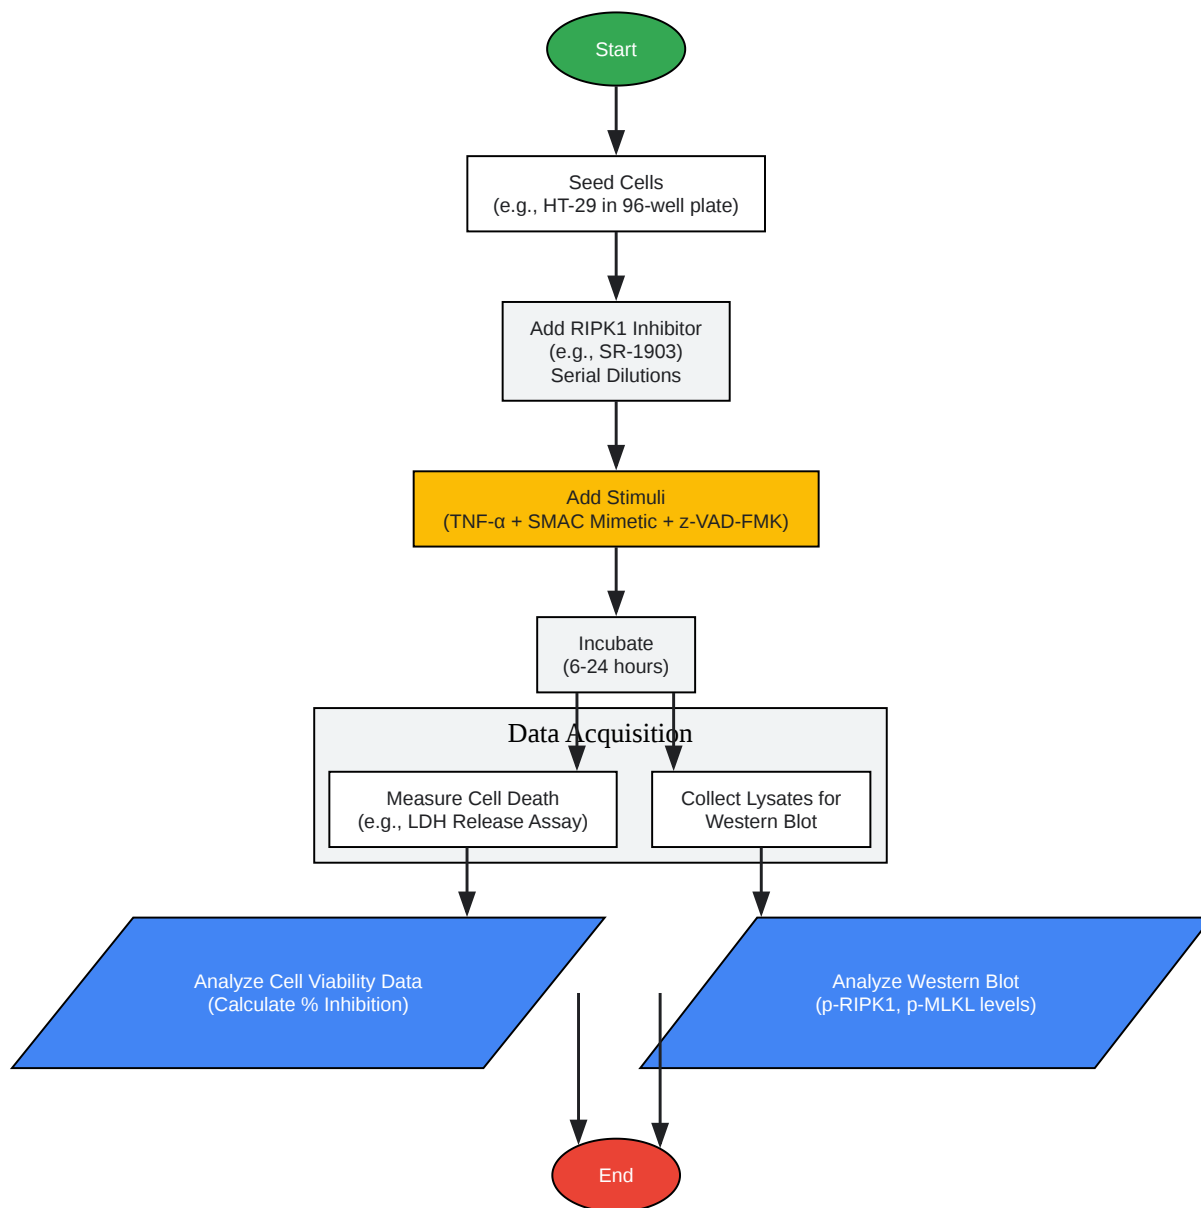 Start
Seed Cells
(e.g., HT-29 in 96-well plate)
Add RIPK1 Inhibitor
(e.g., SR-1903)
Serial Dilutions
Add Stimuli
(TNF-α + SMAC Mimetic + z-VAD-FMK)
Incubate
(6-24 hours)
Data Acquisition
Measure Cell Death
(e.g., LDH Release Assay)
Collect Lysates for
Western Blot
Analyze Cell Viability Data
(Calculate % Inhibition)
Analyze Western Blot
(p-RIPK1, p-MLKL levels)
End